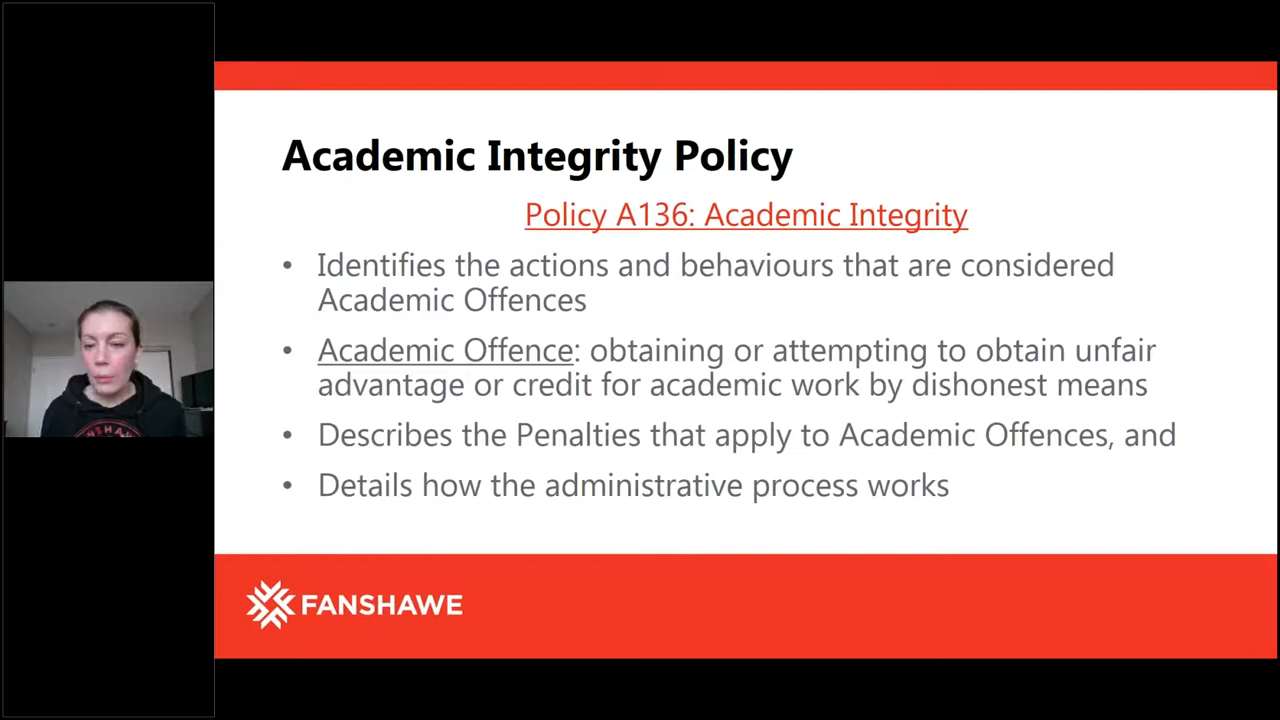 Academic Integrity Policy
Policy A136: Academic Integrity
• Identifies the actions and behaviours that are considered
Academic Offences
• Academic Offence: obtaining or attempting to obtain unfair
advantage or credit for academic work by dishonest means
• Describes the Penalties that apply to Academic Offences, and
• Details how the administrative process works
FANSHAWE